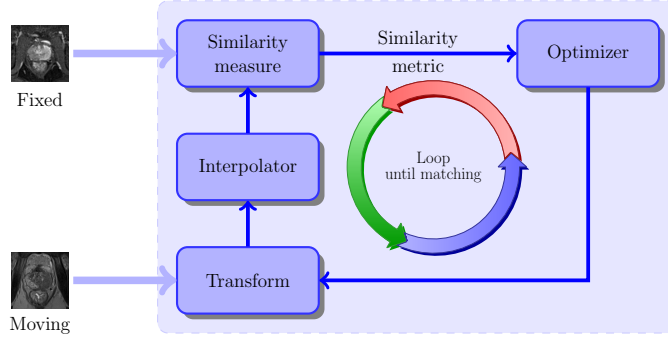 Similarity
measure
Similarity
metric
Optimizer
Fixed
Interpolator
Loop
until matching
Transform
Moving